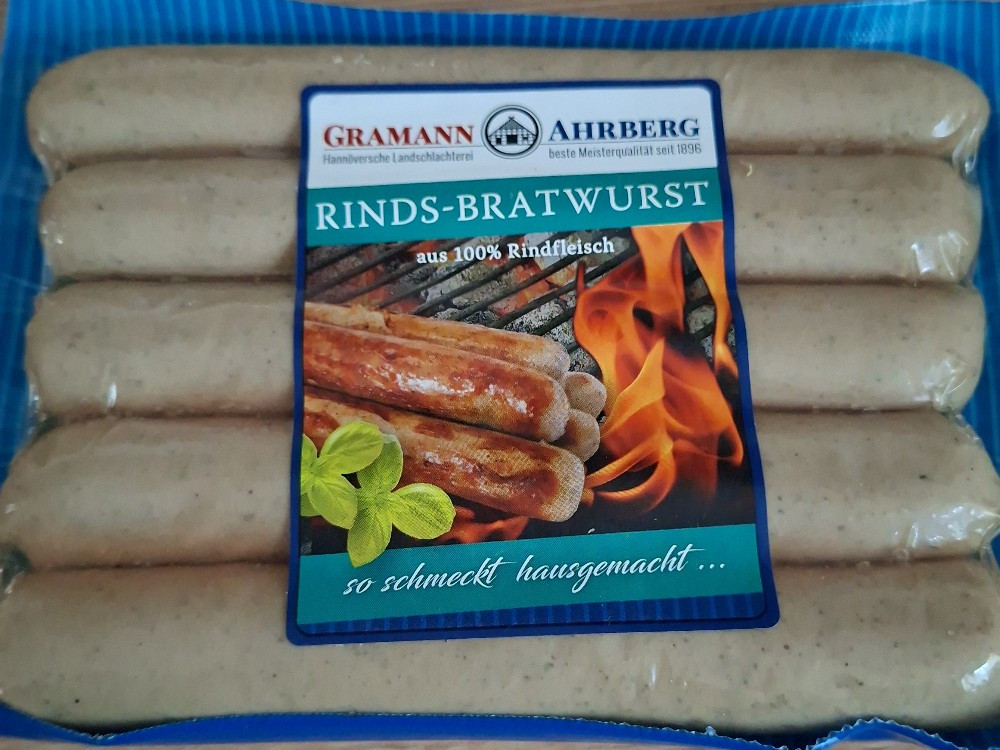 GRAMANN AHRBERG
Hannöversche Landschlachterei beste Meisterqualität seit 1896
RINDS-BRATWURST
aus 100% Rindfleisch
so schmeckt hausgemacht ...